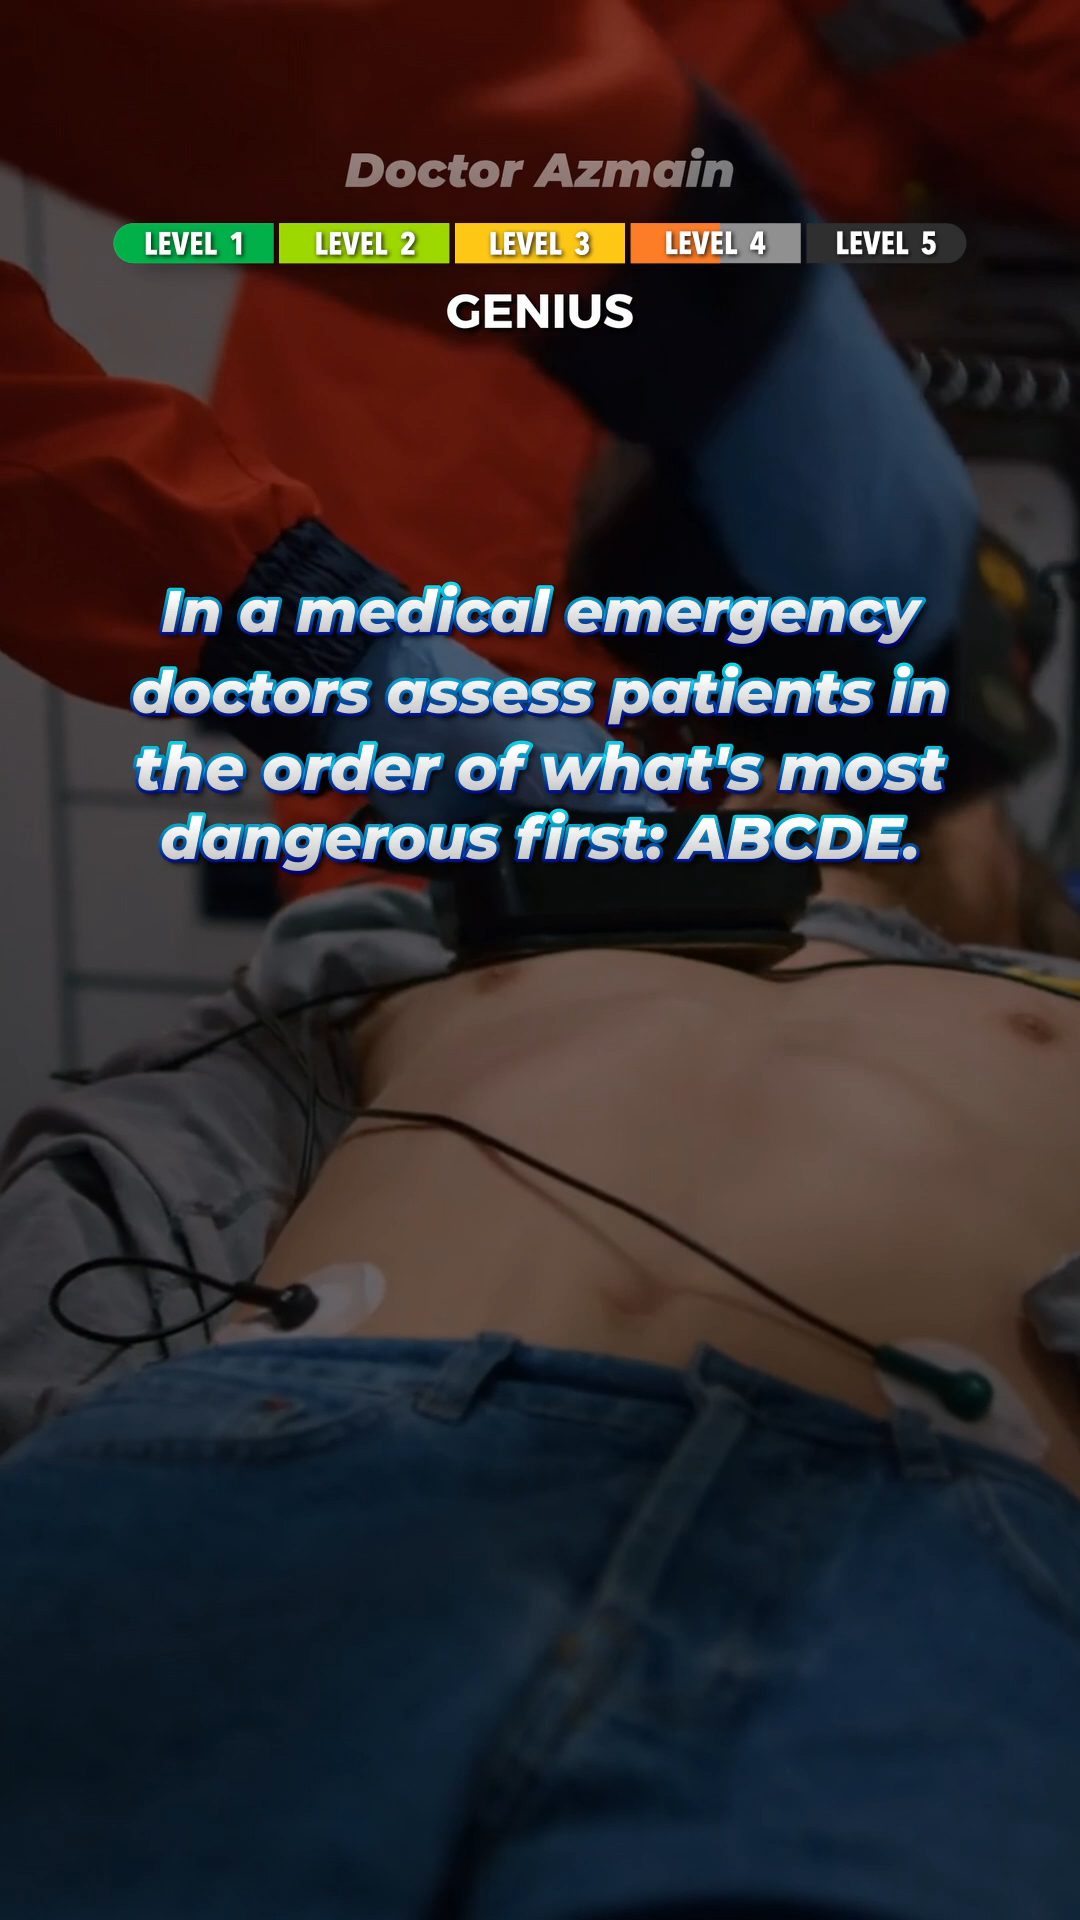 Doctor Azmain
LEVEL 1 LEVEL 2 LEVEL 3 LEVEL 4 LEVEL 5
GENIUS
In a medical emergency
doctors assess patients in
the order of what's most
dangerous first: ABCDE.